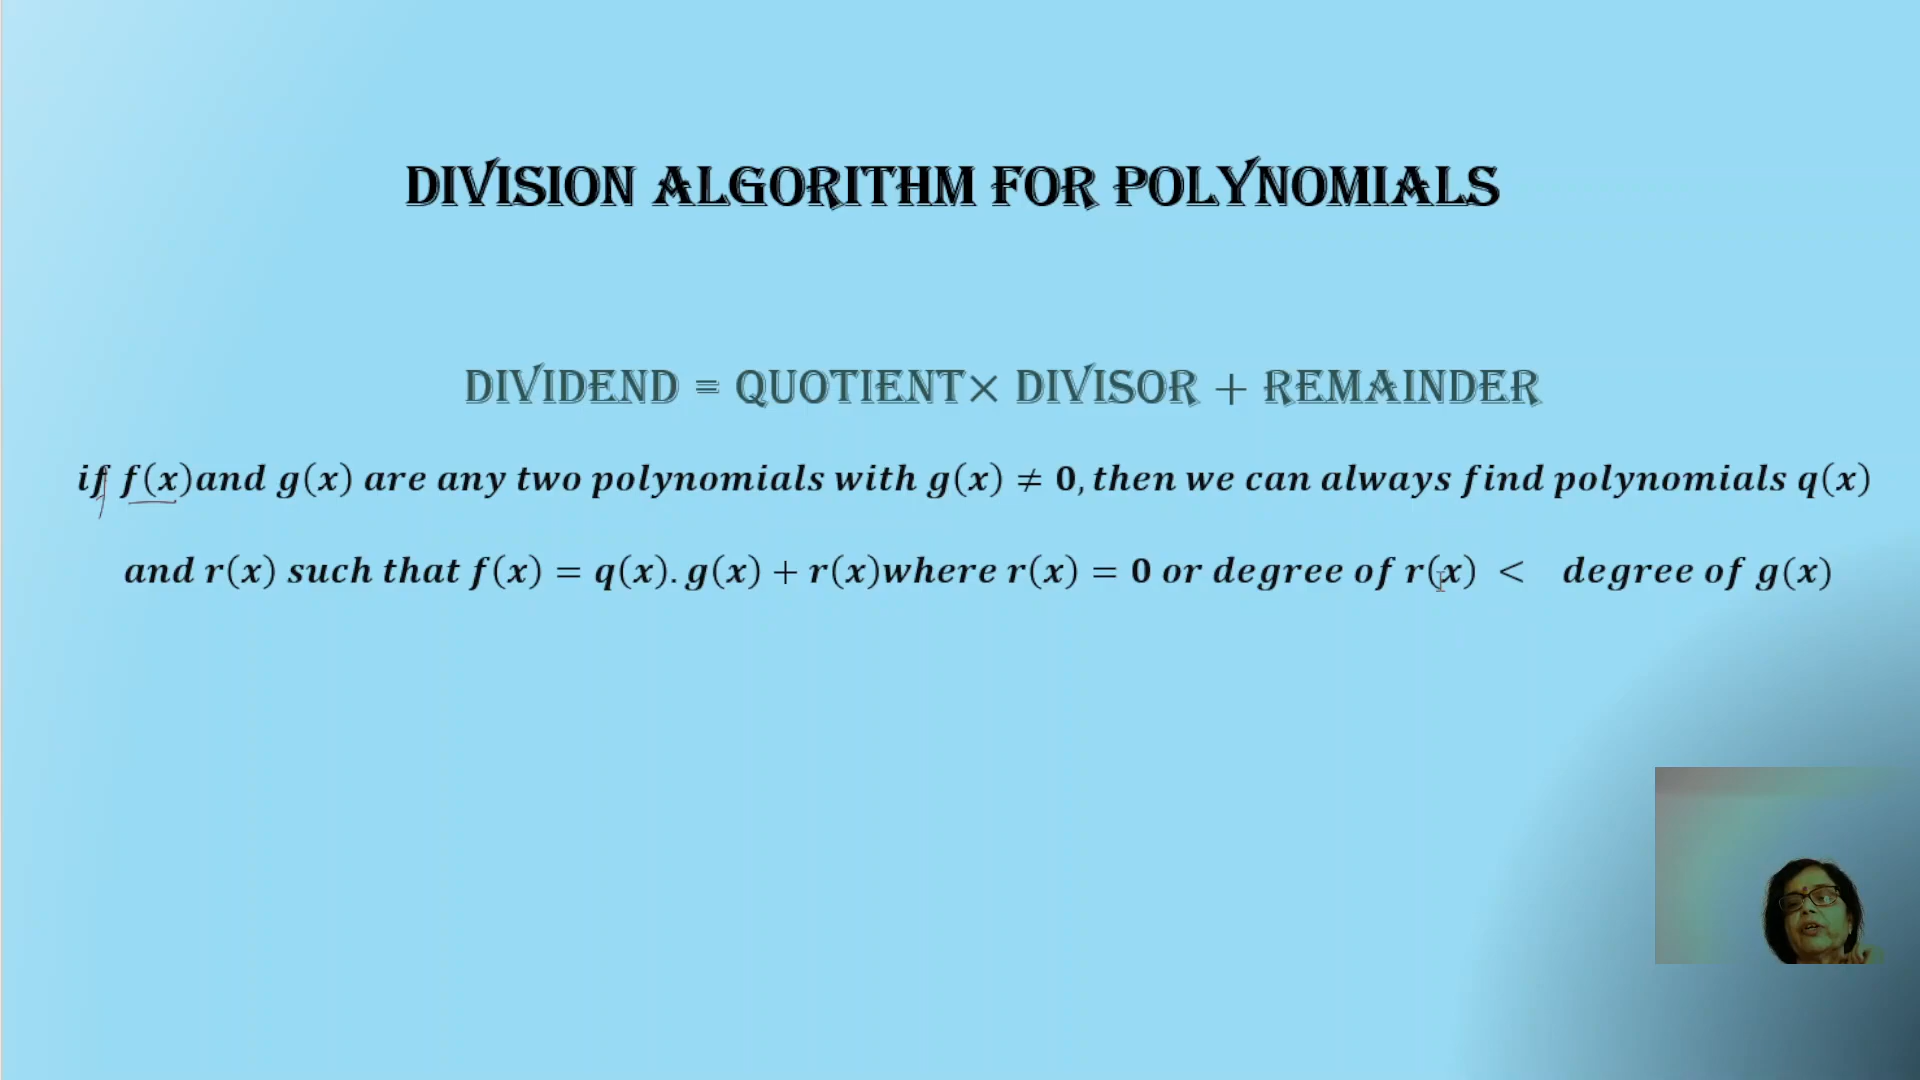 DIVISION ALGORITHM FOR POLYNOMIALS
DIVIDEND = QUOTIENT× DIVISOR + REMAINDER
if f(x)and g(x) are any two polynomials with g(x) ≠ 0, then we can always find polynomials q(x)
and r(x) such that f(x) = q(x). g(x) + r(x)where r(x) = 0 or degree of r(x) < degree of g(x)